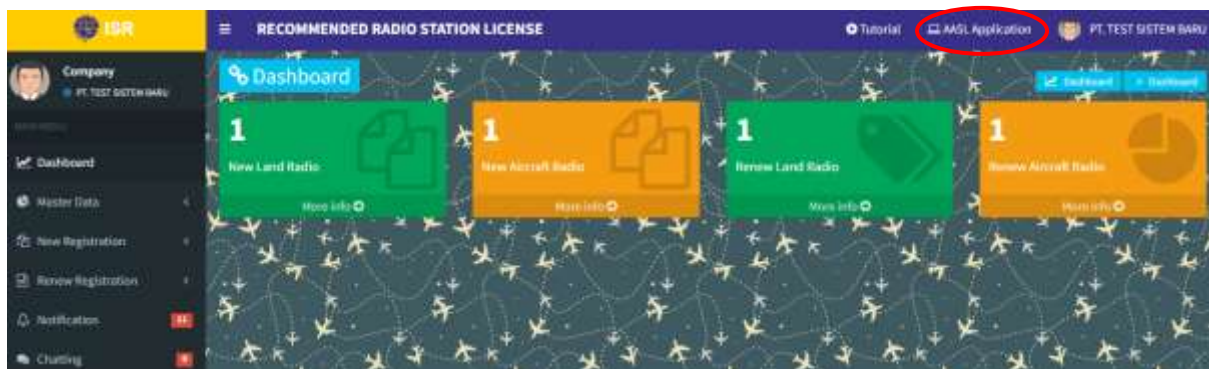 ISR
RECOMMENDED RADIO STATION LICENSE
Tutorial
AASL Application
PT. TEST SISTEM BARU
Company
PT. TEST SISTEM BARU
Dashboard
Dashboard
Dashboard
1
New Land Radio
More info
1
New Aircraft Radio
More info
1
Renew Land Radio
More info
1
Renew Aircraft Radio
More info
Dashboard
Master Data
New Registration
Renew Registration
Notification
Chatting